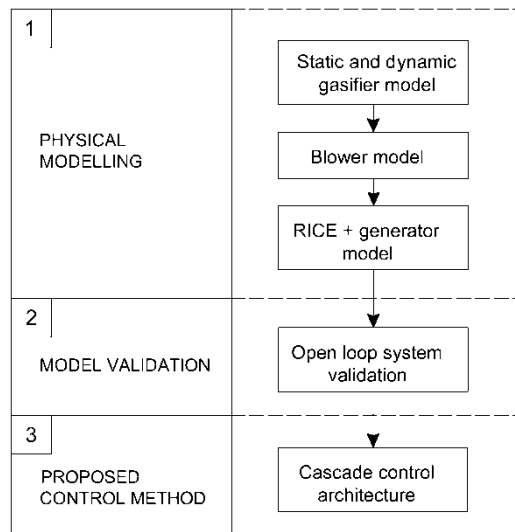 1
PHYSICAL
MODELLING
Static and dynamic
gasifier model
Blower model
RICE + generator
model
2
MODEL VALIDATION
Open loop system
validation
3
PROPOSED
CONTROL METHOD
Cascade control
architecture